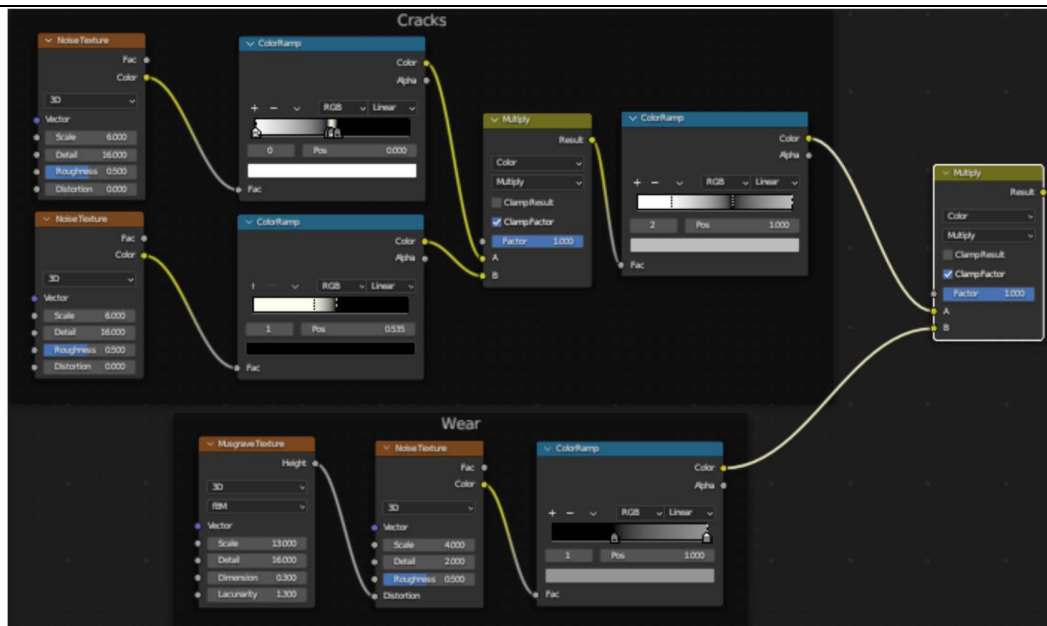 Cracks
Noise Texture
Fac
Color
3D
Vector
Scale 6.000
Detail 16.000
Roughness 0.500
Distortion 0.000
ColorRamp
Color
Alpha
+ − RGB Linear
0 Pos 0.000
Fac
Noise Texture
Fac
Color
3D
Vector
Scale 6.000
Detail 16.000
Roughness 0.500
Distortion 0.000
ColorRamp
Color
Alpha
RGB Linear
1 Pos 0.535
Fac
Multiply
Result
Color
Multiply
Clamp Result
Clamp Factor
Factor 1.000
A
B
ColorRamp
Color
Alpha
+ − RGB Linear
2 Pos 1.000
Fac
Multiply
Result
Color
Multiply
Clamp Result
Clamp Factor
Factor 1.000
A
B
Wear
Musgrave Texture
Height
3D
fBM
Vector
Scale 13.000
Detail 16.000
Dimension 0.300
Lacunarity 1.300
Noise Texture
Fac
Color
3D
Vector
Scale 4.000
Detail 2.000
Roughness 0.500
Distortion
ColorRamp
Color
Alpha
+ − RGB Linear
1 Pos 1.000
Fac